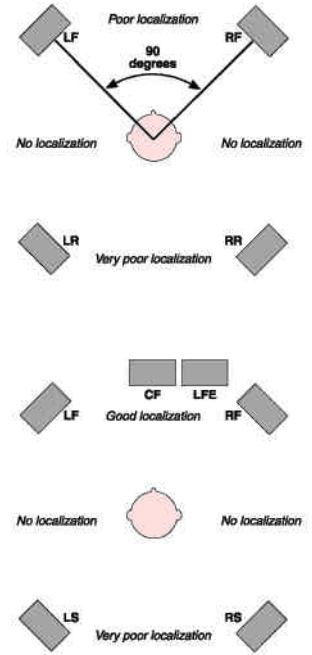 Poor localization
LF
RF
90
degrees
No localization
No localization
LR
RR
Very poor localization
CF
LFE
LF
Good localization
RF
No localization
No localization
LS
RS
Very poor localization